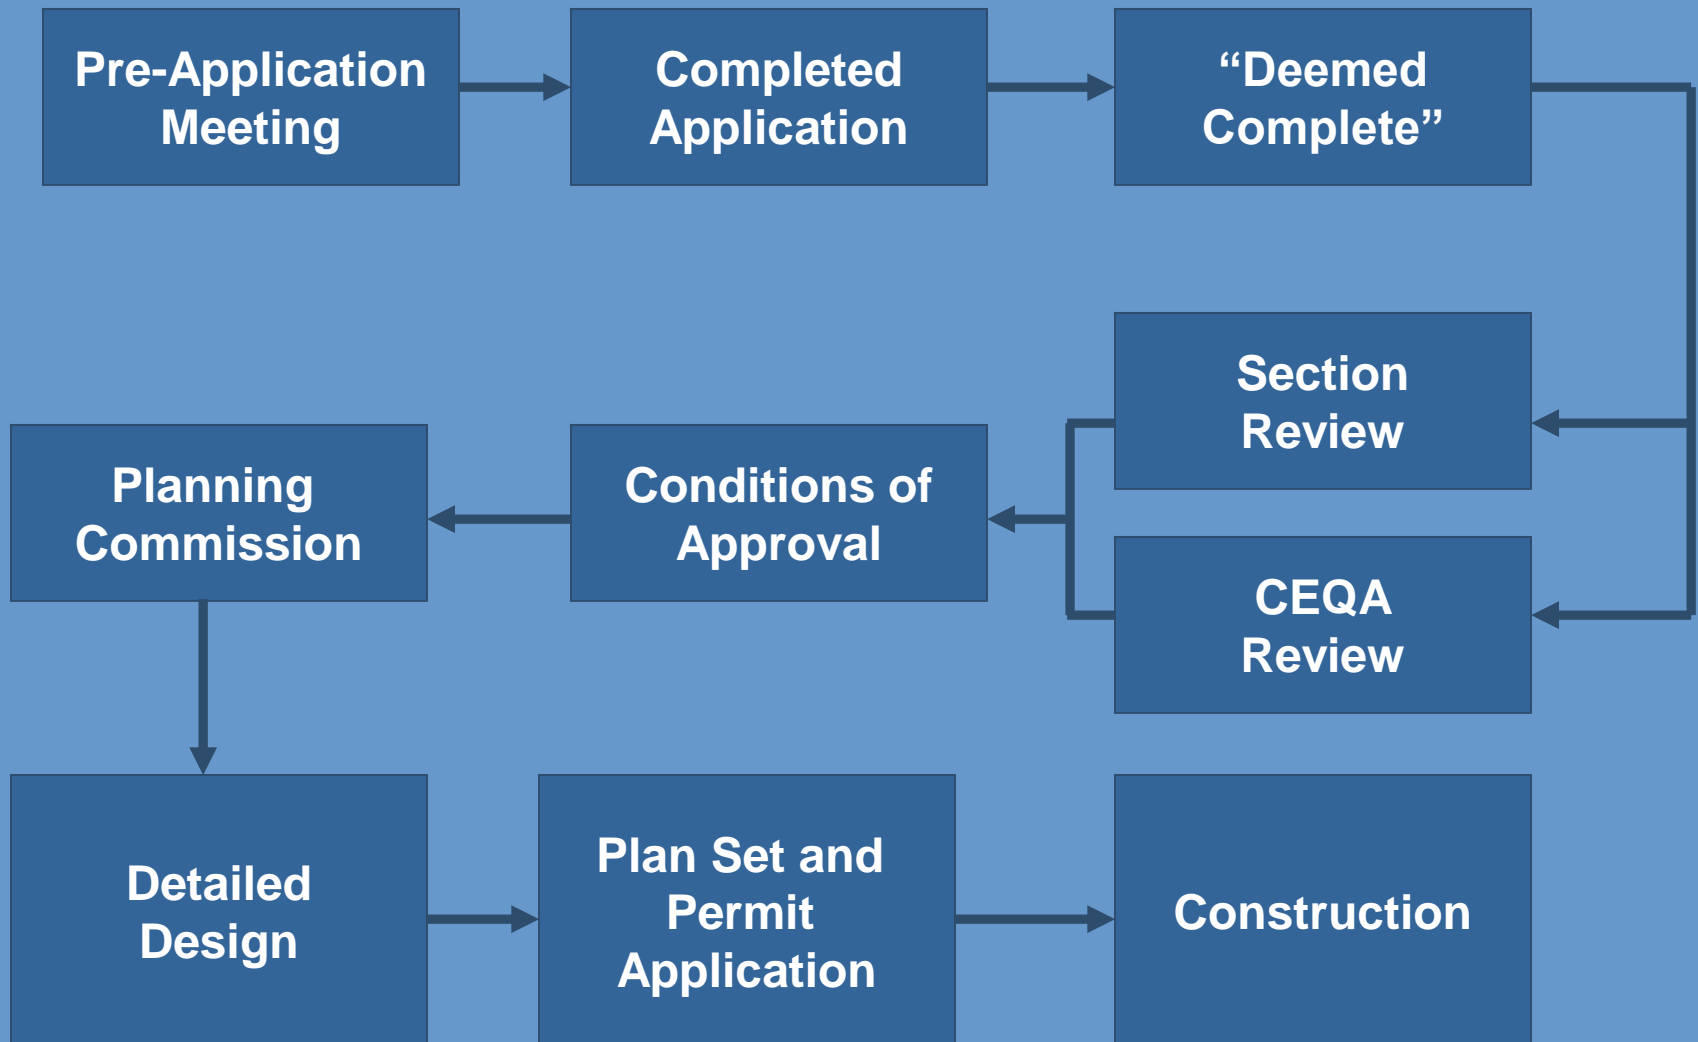 Pre-Application
Meeting
Completed
Application
“Deemed
Complete”
Section
Review
CEQA
Review
Conditions of
Approval
Planning
Commission
Detailed
Design
Plan Set and
Permit
Application
Construction